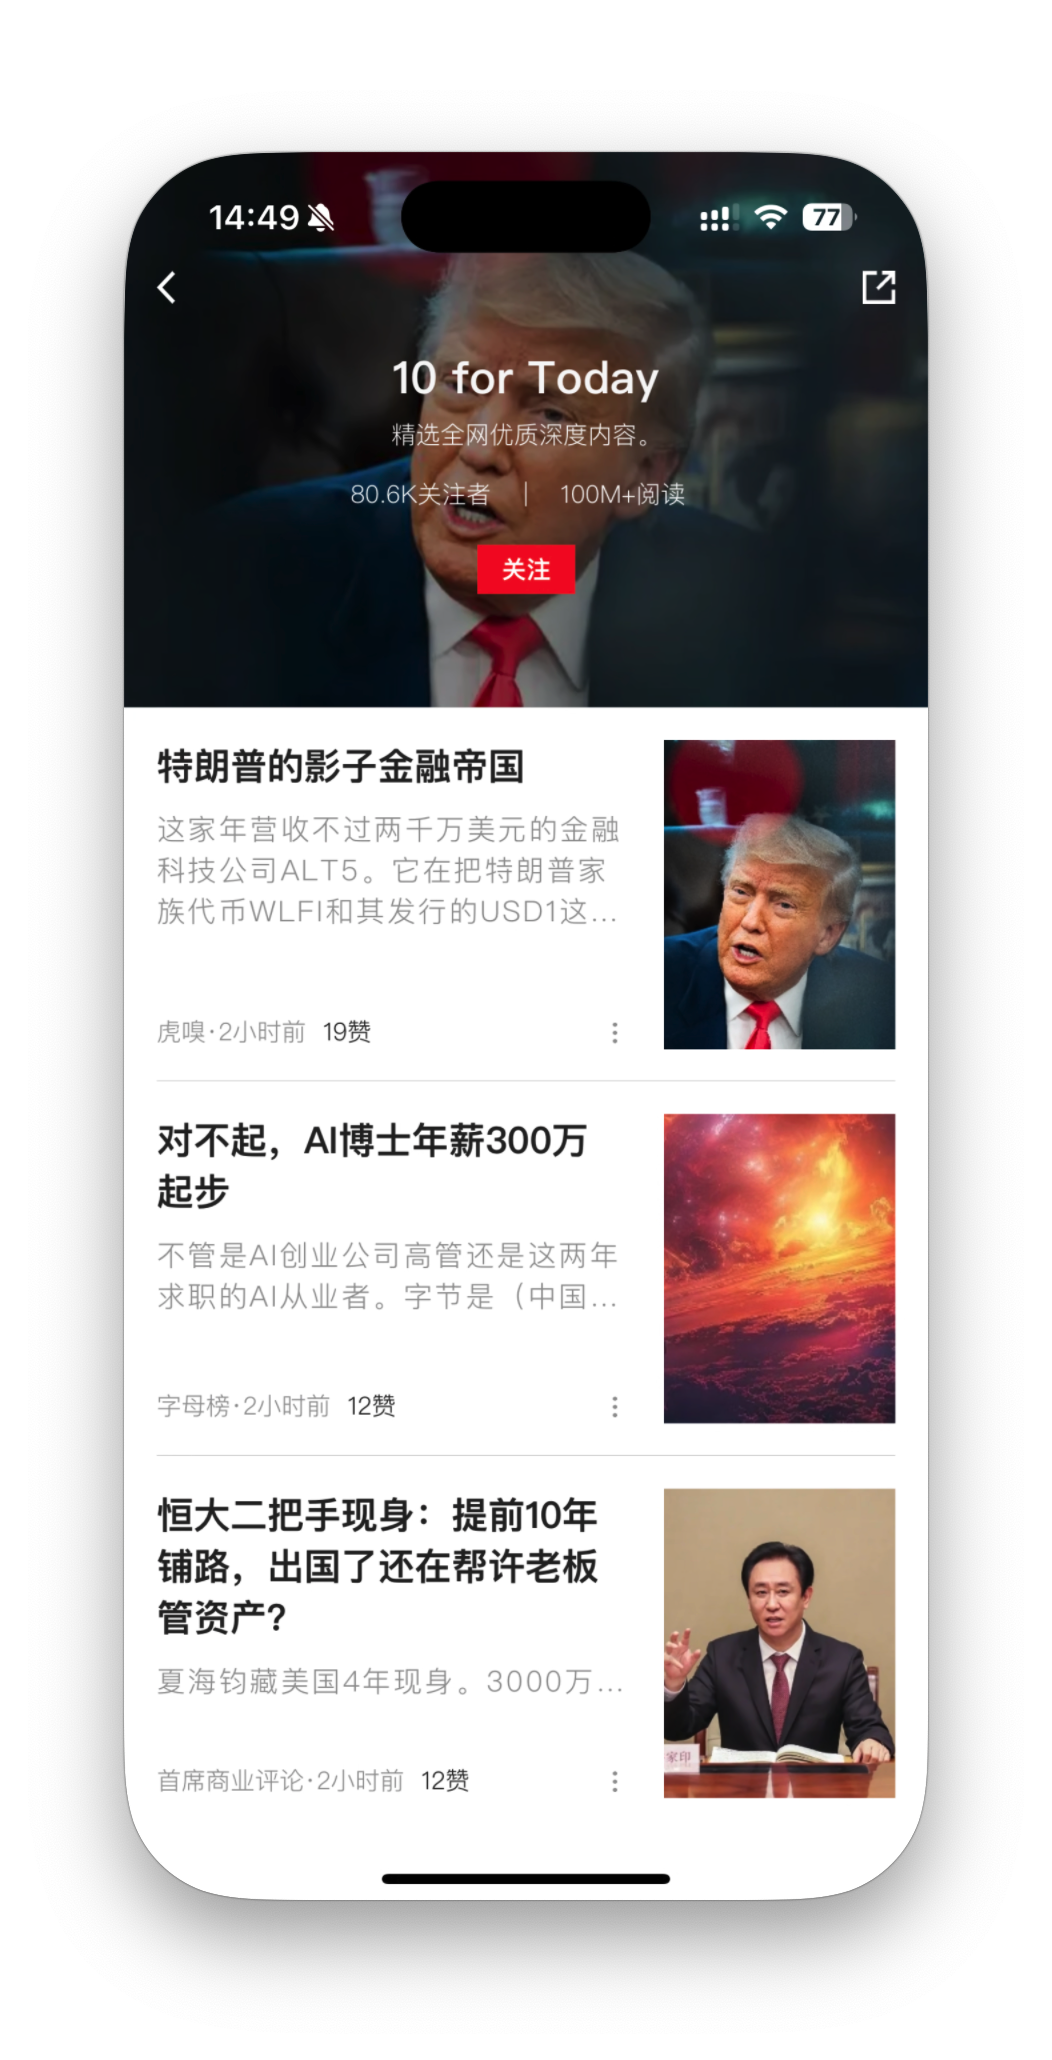 14:49
77
10 for Today
精选全网优质深度内容。
80.6K关注者 | 100M+阅读
关注
特朗普的影子金融帝国
这家年营收不过两千万美元的金融
科技公司ALT5。它在把特朗普家
族代币WLFI和其发行的USD1这...
虎嗅·2小时前 19赞
对不起，AI博士年薪300万
起步
不管是AI创业公司高管还是这两年
求职的AI从业者。字节是（中国...
字母榜·2小时前 12赞
恒大二把手现身：提前10年
铺路，出国了还在帮许老板
管资产？
夏海钧藏美国4年现身。3000万...
首席商业评论·2小时前 12赞
家印